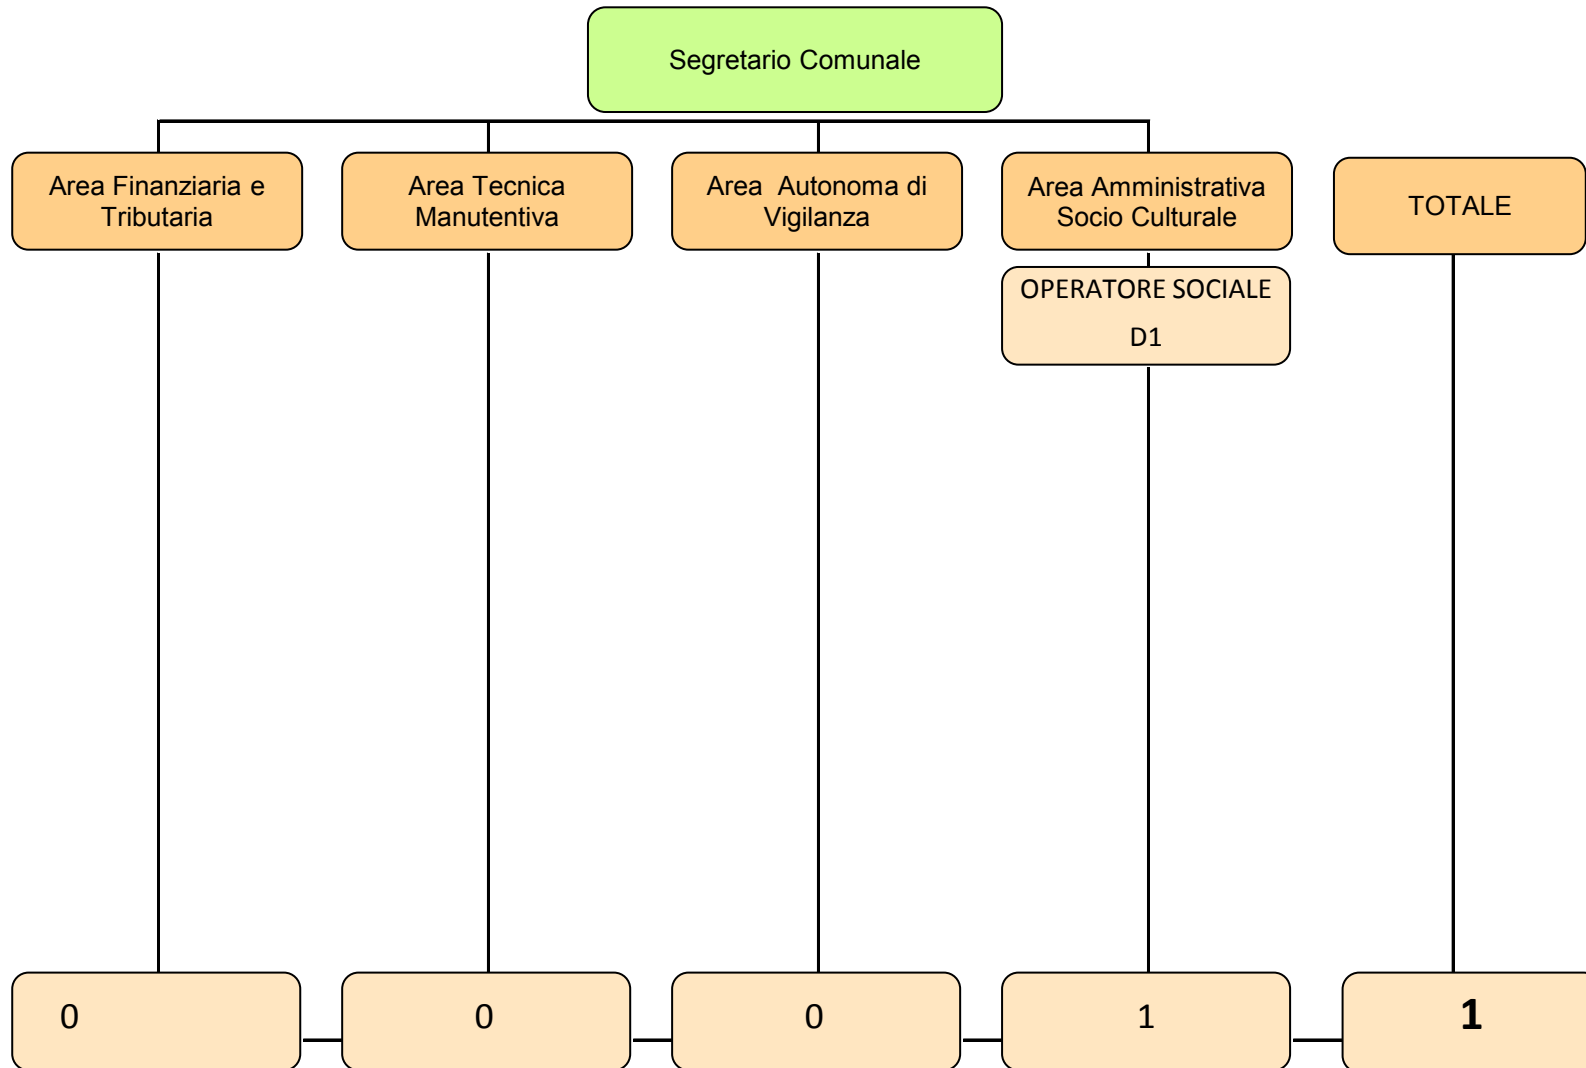 Segretario Comunale
Area Finanziaria e
Tributaria
Area Tecnica
Manutentiva
Area Autonoma di
Vigilanza
Area Amministrativa
Socio Culturale
TOTALE
OPERATORE SOCIALE
D1
0
0
0
1
1